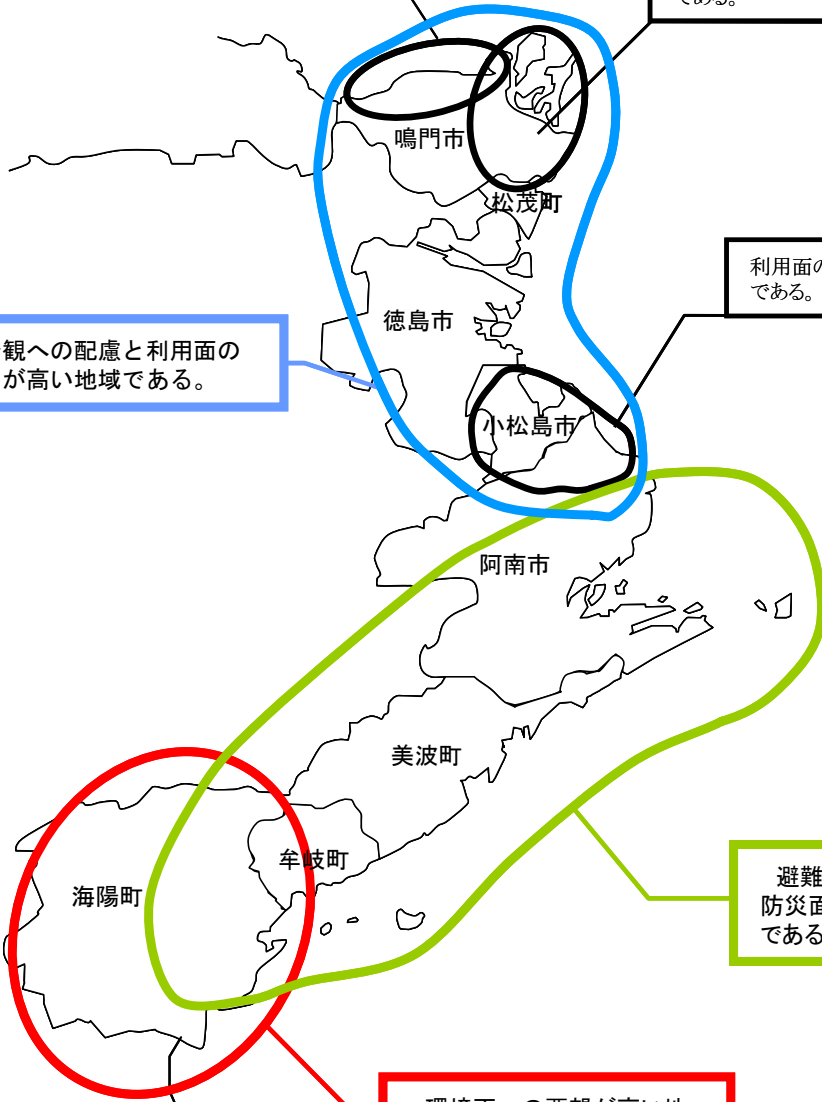 である。
鳴門市
松茂町
利用面の
である。
徳島市
観への配慮と利用面の
が高い地域である。
小松島市
阿南市
美波町
牟岐町
海陽町
避難
防災面
である